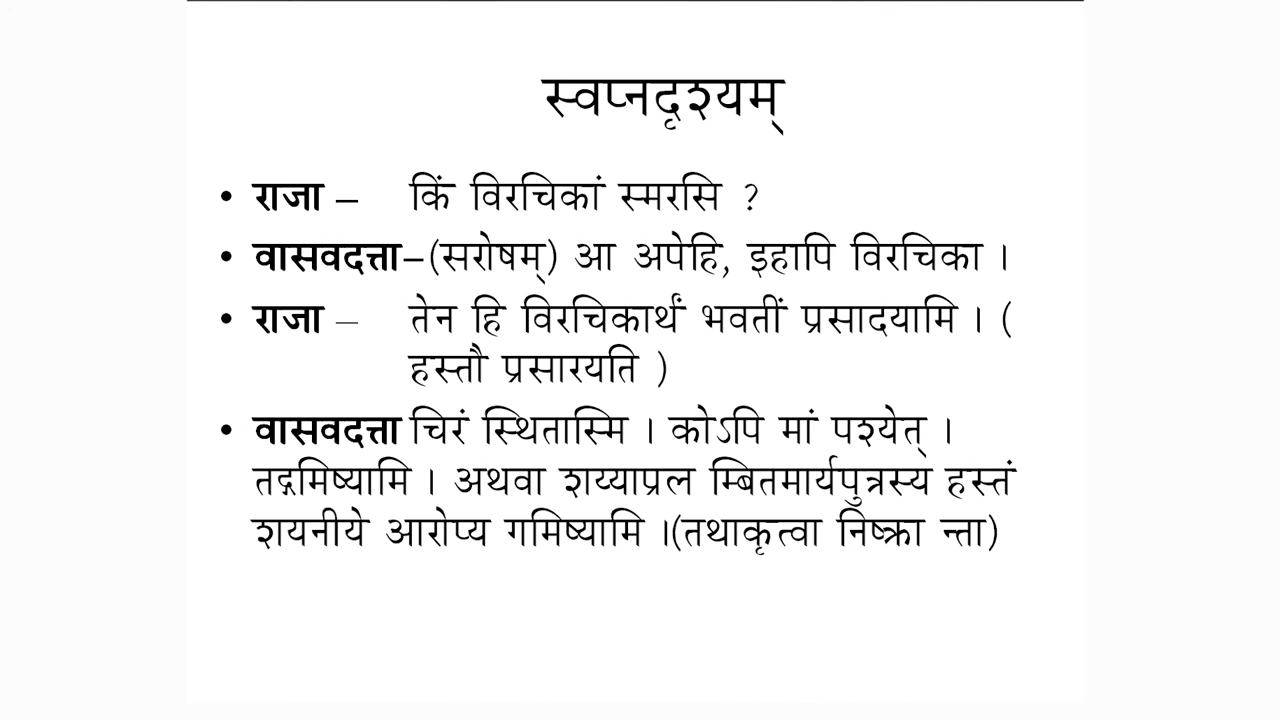 स्वप्नदृश्यम्
• राजा – किं विरचिकां स्मरसि ?
• वासवदत्ता–(सरोषम्) आ अपेहि, इहापि विरचिका ।
• राजा – तेन हि विरचिकार्थं भवतीं प्रसादयामि । (
हस्तौ प्रसारयति )
• वासवदत्ता चिरं स्थितास्मि । कोऽपि मां पश्येत् ।
तद्गमिष्यामि । अथवा शय्याप्रल म्बितमार्यपुत्रस्य हस्तं
शयनीये आरोप्य गमिष्यामि ।(तथाकृत्वा निष्क्रा न्ता)